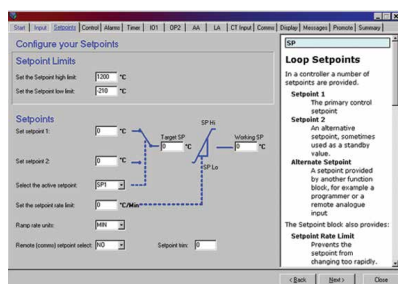 Start Input Setpoints Control Alarms Timer IO1 OP2 AA LA CT Input Comms Display Messages Promote Summary
Configure your Setpoints
Setpoint Limits
Set the Setpoint high limit: 1200 °C
Set the Setpoint low limit: -210 °C
Setpoints
Set setpoint 1: 0 °C
Target SP
0 °C
SP Hi
SP Lo
Working SP
0 °C
Set setpoint 2: 0 °C
Select the active setpoint: SP1
Set the setpoint rate limit: 0 °C/Min
Ramp rate units: MIN
Remote (comms) setpoint select: NO
Setpoint trim: 0
SP
Loop Setpoints
In a controller a number of
setpoints are provided.
Setpoint 1
The primary control
setpoint
Setpoint 2
An alternative
setpoint, sometimes
used as a standby
value.
Alternate Setpoint
A setpoint provided
by another function
block, for example a
programmer or a
remote analogue
input
The Setpoint block also provides:
Setpoint Rate Limit
Prevents the
setpoint from
changing too rapidly.
< Back Next > Close